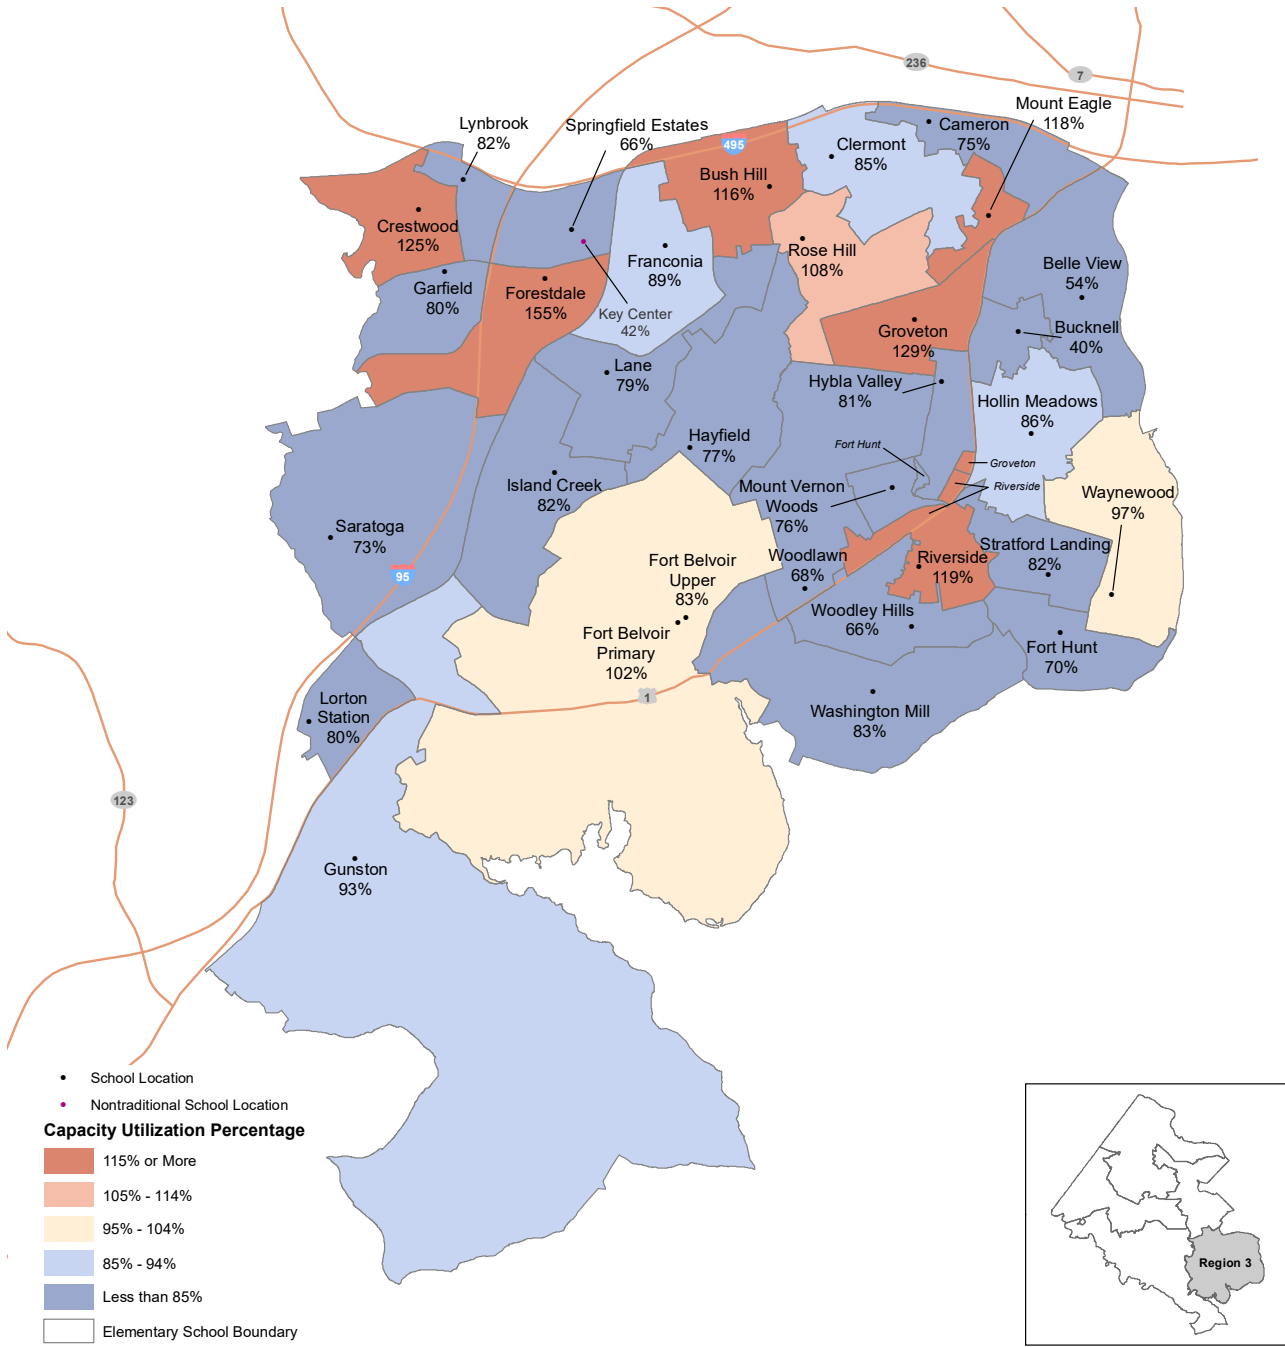 236
7
Mount Eagle
118%
Lynbrook
82%
Springfield Estates
66%
Cameron
75%
495
Clermont
85%
Bush Hill
116%
Crestwood
125%
Rose Hill
108%
Franconia
89%
Belle View
54%
Garfield
80%
Forestdale
155%
Key Center
42%
Groveton
129%
Bucknell
40%
Lane
79%
Hybla Valley
81%
Hollin Meadows
86%
Hayfield
77%
Fort Hunt
Groveton
Riverside
Island Creek
82%
Mount Vernon
Woods
76%
Waynewood
97%
Saratoga
73%
Fort Belvoir
Upper
83%
Woodlawn
68%
Riverside
119%
Stratford Landing
82%
95
Woodley Hills
66%
Fort Belvoir
Primary
102%
Fort Hunt
70%
1
Lorton
Station
80%
Washington Mill
83%
123
Gunston
93%
School Location
Nontraditional School Location
Capacity Utilization Percentage
115% or More
105% - 114%
95% - 104%
85% - 94%
Less than 85%
Elementary School Boundary
Region 3